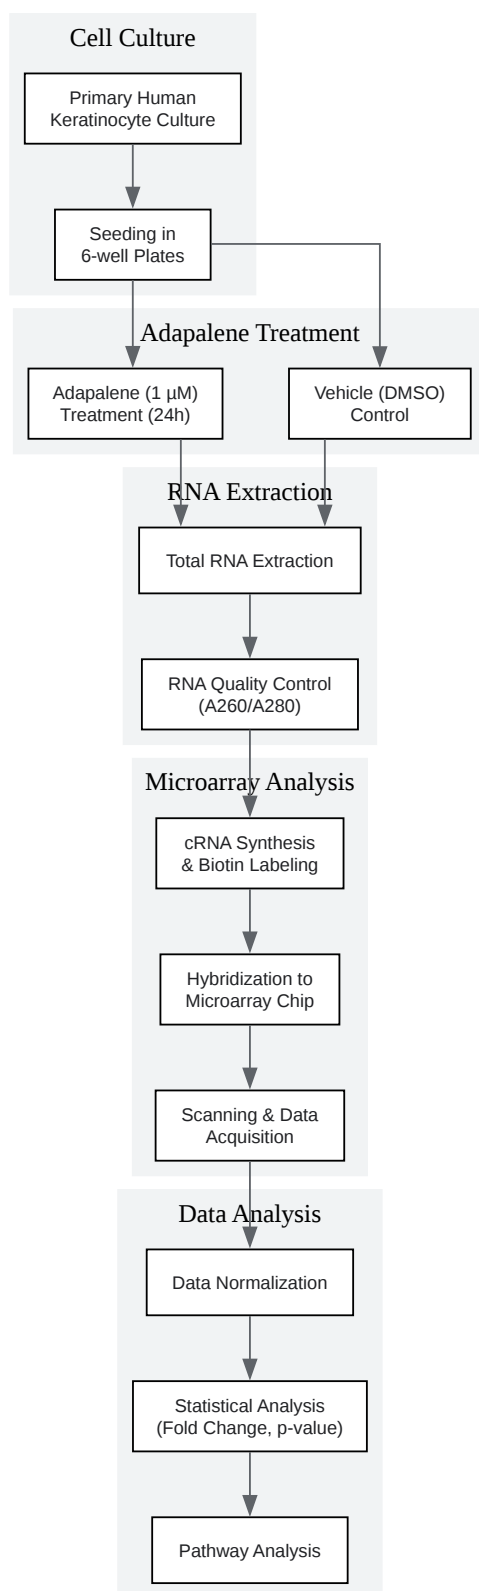 Cell Culture
Primary Human
Keratinocyte Culture
Seeding in
6-well Plates
Adapalene Treatment
Adapalene (1 µM)
Treatment (24h)
Vehicle (DMSO)
Control
RNA Extraction
Total RNA Extraction
RNA Quality Control
(A260/A280)
Microarray Analysis
cRNA Synthesis
& Biotin Labeling
Hybridization to
Microarray Chip
Scanning & Data
Acquisition
Data Analysis
Data Normalization
Statistical Analysis
(Fold Change, p-value)
Pathway Analysis